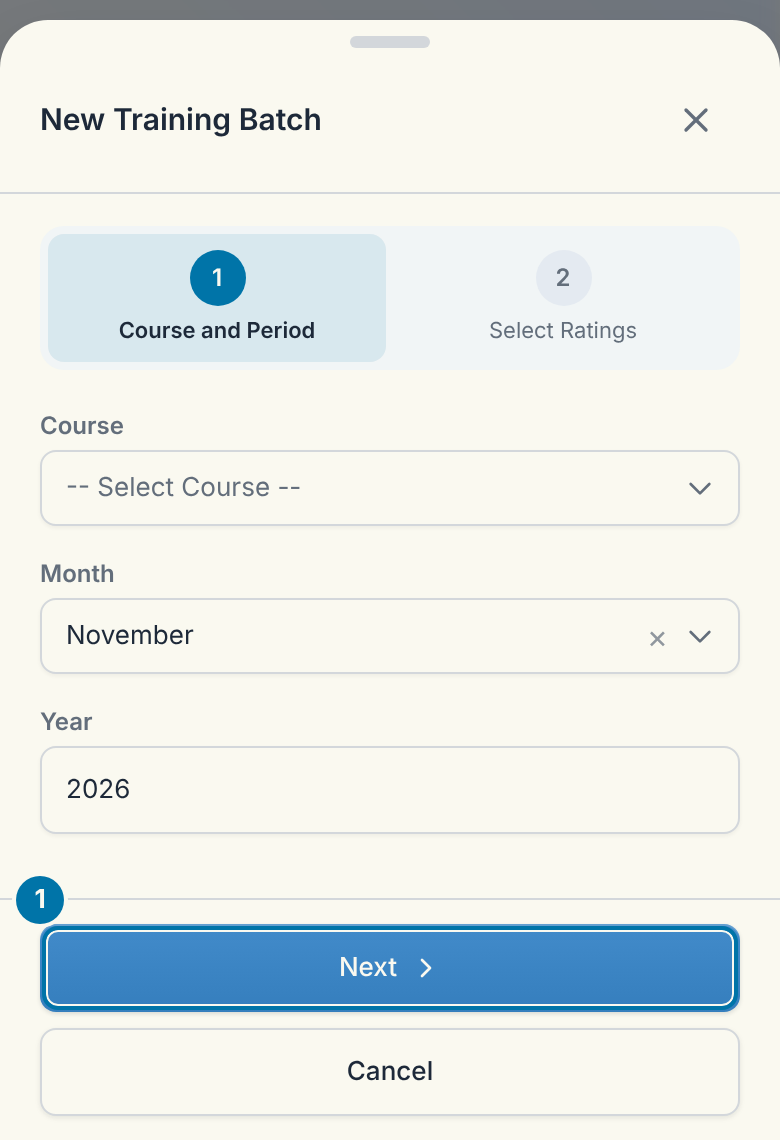 New Training Batch
1
Course and Period
2
Select Ratings
Course
-- Select Course --
Month
November
Year
2026
1
Next
Cancel